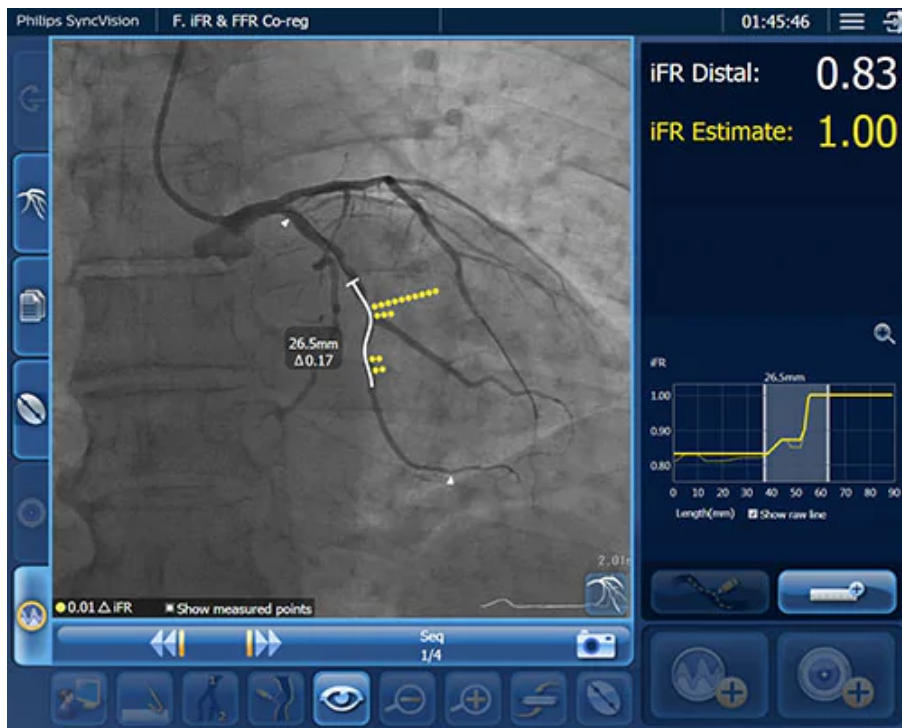 Philips SyncVision
F. iFR & FFR Co-reg
01:45:46
iFR Distal: 0.83
iFR Estimate: 1.00
26.5mm
Δ0.17
iFR
26.5mm
1.00
0.90
0.80
0 10 20 30 40 50 60 70 80 90
Length(mm) Show raw line
0.01 Δ iFR Show measured points
Seq
1/4
2